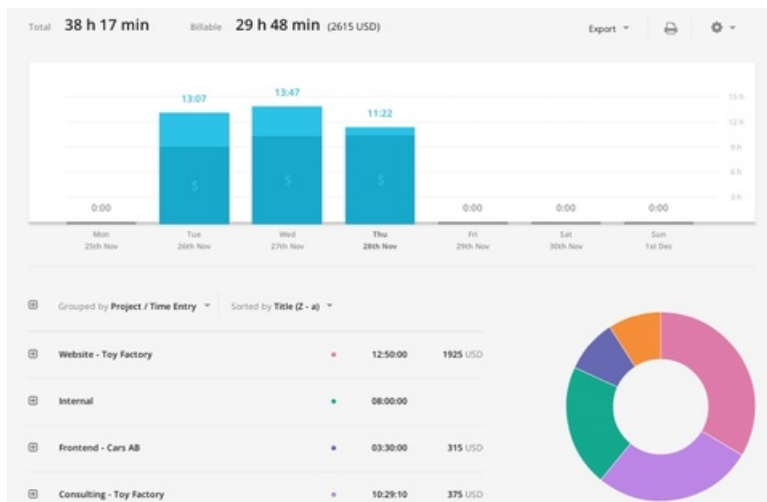 Total 38 h 17 min Billable 29 h 48 min (2615 USD) Export
13:07 13:47 11:22
15 h
12 h
9 h
6 h
3 h
$ $ $
0:00 0:00 0:00 0:00
Mon Tue Wed Thu Fri Sat Sun
25th Nov 26th Nov 27th Nov 28th Nov 29th Nov 30th Nov 1st Dec
Grouped by Project / Time Entry Sorted by Title (Z - a)
Website - Toy Factory 12:50:00 1925 USD
Internal 08:00:00
Frontend - Cars AB 03:30:00 315 USD
Consulting - Toy Factory 10:29:10 375 USD